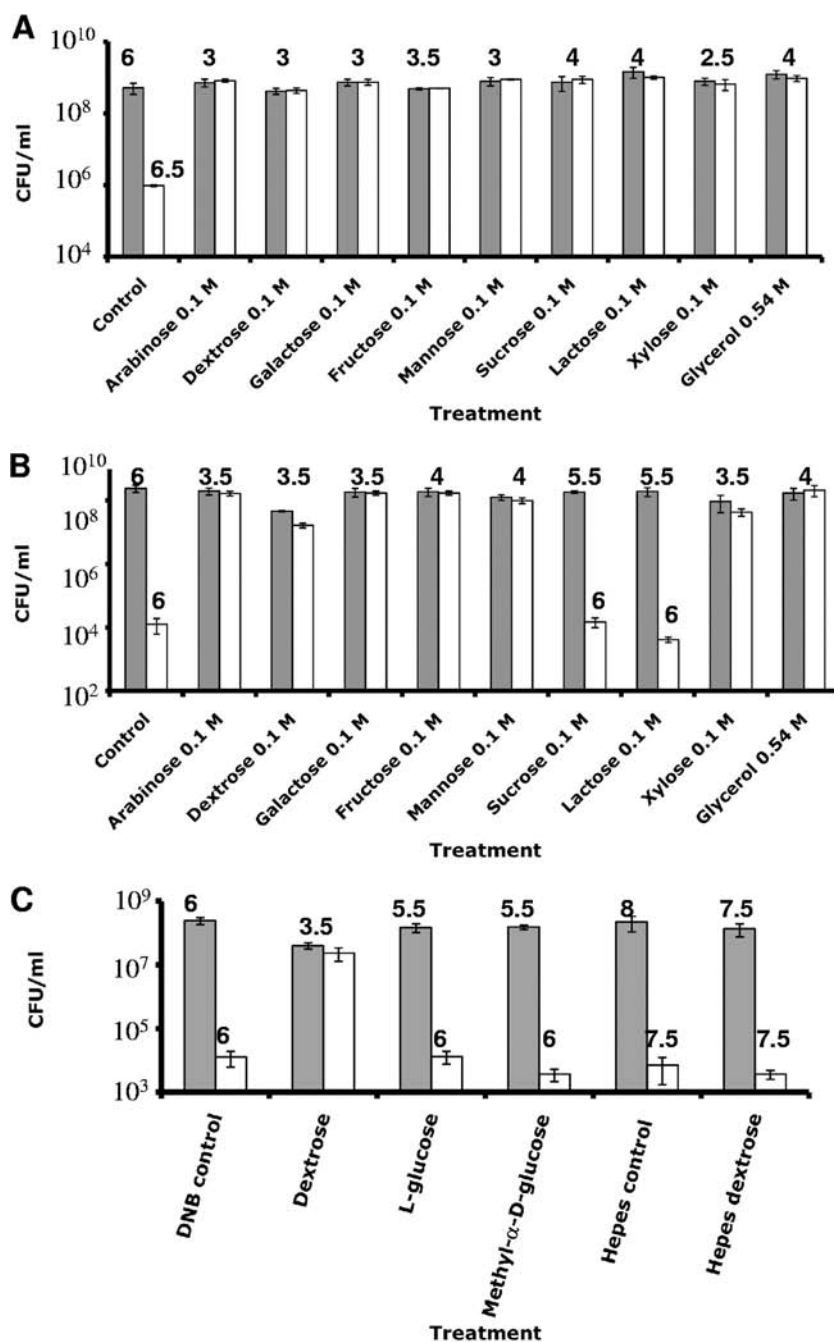 A
10¹⁰
6 3 3 3 3.5 3 4 4 2.5 4
10⁸
6.5
10⁶
10⁴
CFU/ml
Control
Arabinose 0.1 M
Dextrose 0.1 M
Galactose 0.1 M
Fructose 0.1 M
Mannose 0.1 M
Sucrose 0.1 M
Lactose 0.1 M
Xylose 0.1 M
Glycerol 0.54 M
Treatment
B
10¹⁰
6 3.5 3.5 3.5 4 4 5.5 5.5 3.5 4
10⁸
10⁶
6 6 6
10⁴
10²
CFU/ml
Control
Arabinose 0.1 M
Dextrose 0.1 M
Galactose 0.1 M
Fructose 0.1 M
Mannose 0.1 M
Sucrose 0.1 M
Lactose 0.1 M
Xylose 0.1 M
Glycerol 0.54 M
Treatment
C
10⁹
6 3.5 5.5 5.5 8 7.5
10⁷
10⁵
6 6 6 7.5 7.5
10³
CFU/ml
DNB control
Dextrose
L-glucose
Methyl-α-D-glucose
Hepes control
Hepes dextrose
Treatment